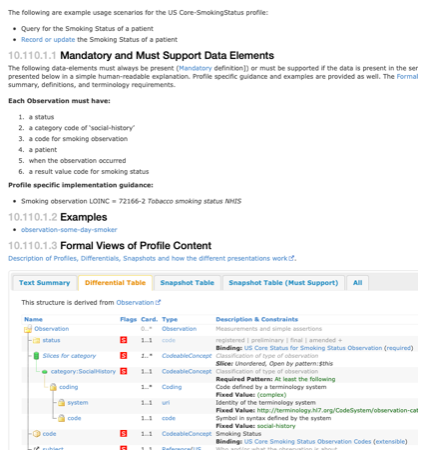 The following are example usage scenarios for the US Core-SmokingStatus profile:
• Query for the Smoking Status of a patient
• Record or update the Smoking Status of a patient
10.110.1.1 Mandatory and Must Support Data Elements
The following data-elements must always be present (Mandatory definition]) or must be supported if the data is present in the ser
presented below in a simple human-readable explanation. Profile specific guidance and examples are provided as well. The Formal
summary, definitions, and terminology requirements.
Each Observation must have:
1. a status
2. a category code of 'social-history'
3. a code for smoking observation
4. a patient
5. when the observation occurred
6. a result value code for smoking status
Profile specific implementation guidance:
• Smoking observation LOINC = 72166-2 Tobacco smoking status NHIS
10.110.1.2 Examples
• observation-some-day-smoker
10.110.1.3 Formal Views of Profile Content
Description of Profiles, Differentials, Snapshots and how the different presentations work.
Text Summary Differential Table Snapshot Table Snapshot Table (Must Support) All
This structure is derived from Observation
Name Flags Card. Type Description & Constraints
Observation 0..* Observation Measurements and simple assertions
status S 1..1 code registered | preliminary | final | amended +
Binding: US Core Status for Smoking Status Observation (required)
Slices for category S 1..* CodeableConcept Classification of type of observation
Slice: Unordered, Open by pattern:$this
category:SocialHistory S 1..1 CodeableConcept Classification of type of observation
Required Pattern: At least the following
coding 1..* Coding Code defined by a terminology system
Fixed Value: (complex)
system 1..1 uri Identity of the terminology system
Fixed Value: http://terminology.hl7.org/CodeSystem/observation-cat
code 1..1 code Symbol in syntax defined by the system
Fixed Value: social-history
code S 1..1 CodeableConcept Smoking Status
Binding: US Core Smoking Status Observation Codes (extensible)